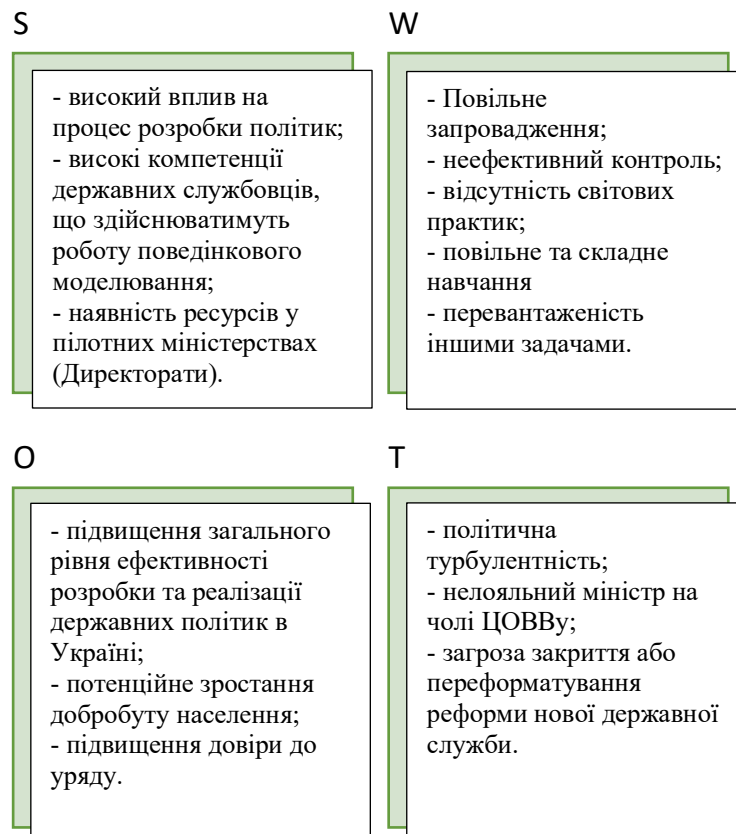 S
- високий вплив на
процес розробки політик;
- високі компетенції
державних службовців,
що здійснюватимуть
роботу поведінкового
моделювання;
- наявність ресурсів у
пілотних міністерствах
(Директорати).
W
- Повільне
запровадження;
- неефективний контроль;
- відсутність світових
практик;
- повільне та складне
навчання
- перевантаженість
іншими задачами.
O
- підвищення загального
рівня ефективності
розробки та реалізації
державних політик в
Україні;
- потенційне зростання
добробуту населення;
- підвищення довіри до
уряду.
T
- політична
турбулентність;
- нелояльний міністр на
чолі ЦОВВу;
- загроза закриття або
переформатування
реформи нової державної
служби.